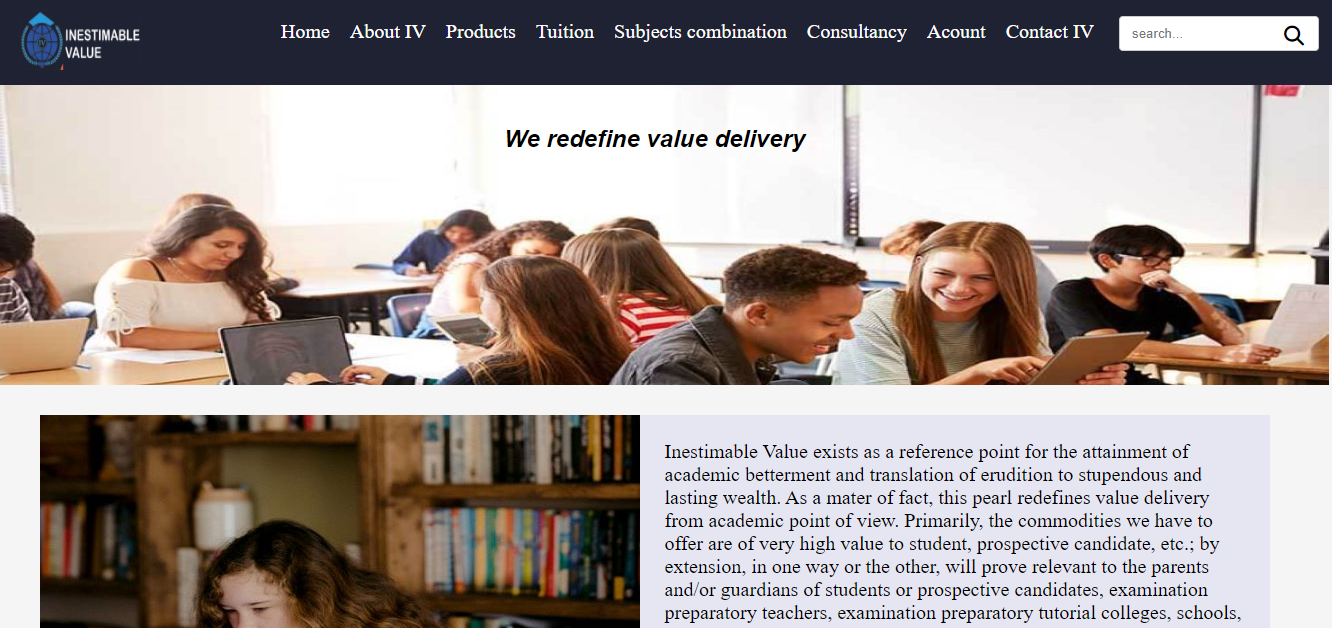 INESTIMABLE
VALUE
Home About IV Products Tuition Subjects combination Consultancy Acount Contact IV search...
We redefine value delivery
Inestimable Value exists as a reference point for the attainment of
academic betterment and translation of erudition to stupendous and
lasting wealth. As a mater of fact, this pearl redefines value delivery
from academic point of view. Primarily, the commodities we have to
offer are of very high value to student, prospective candidate, etc.; by
extension, in one way or the other, will prove relevant to the parents
and/or guardians of students or prospective candidates, examination
preparatory teachers, examination preparatory tutorial colleges, schools,